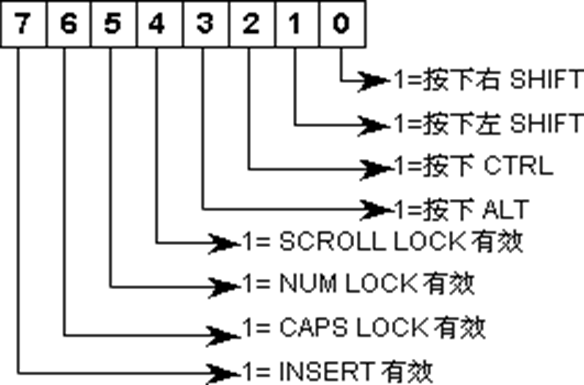 7 6 5 4 3 2 1 0
1=按下右 SHIFT
1=按下左 SHIFT
1=按下 CTRL
1=按下 ALT
1= SCROLL LOCK 有效
1= NUM LOCK 有效
1= CAPS LOCK 有效
1= INSERT 有效